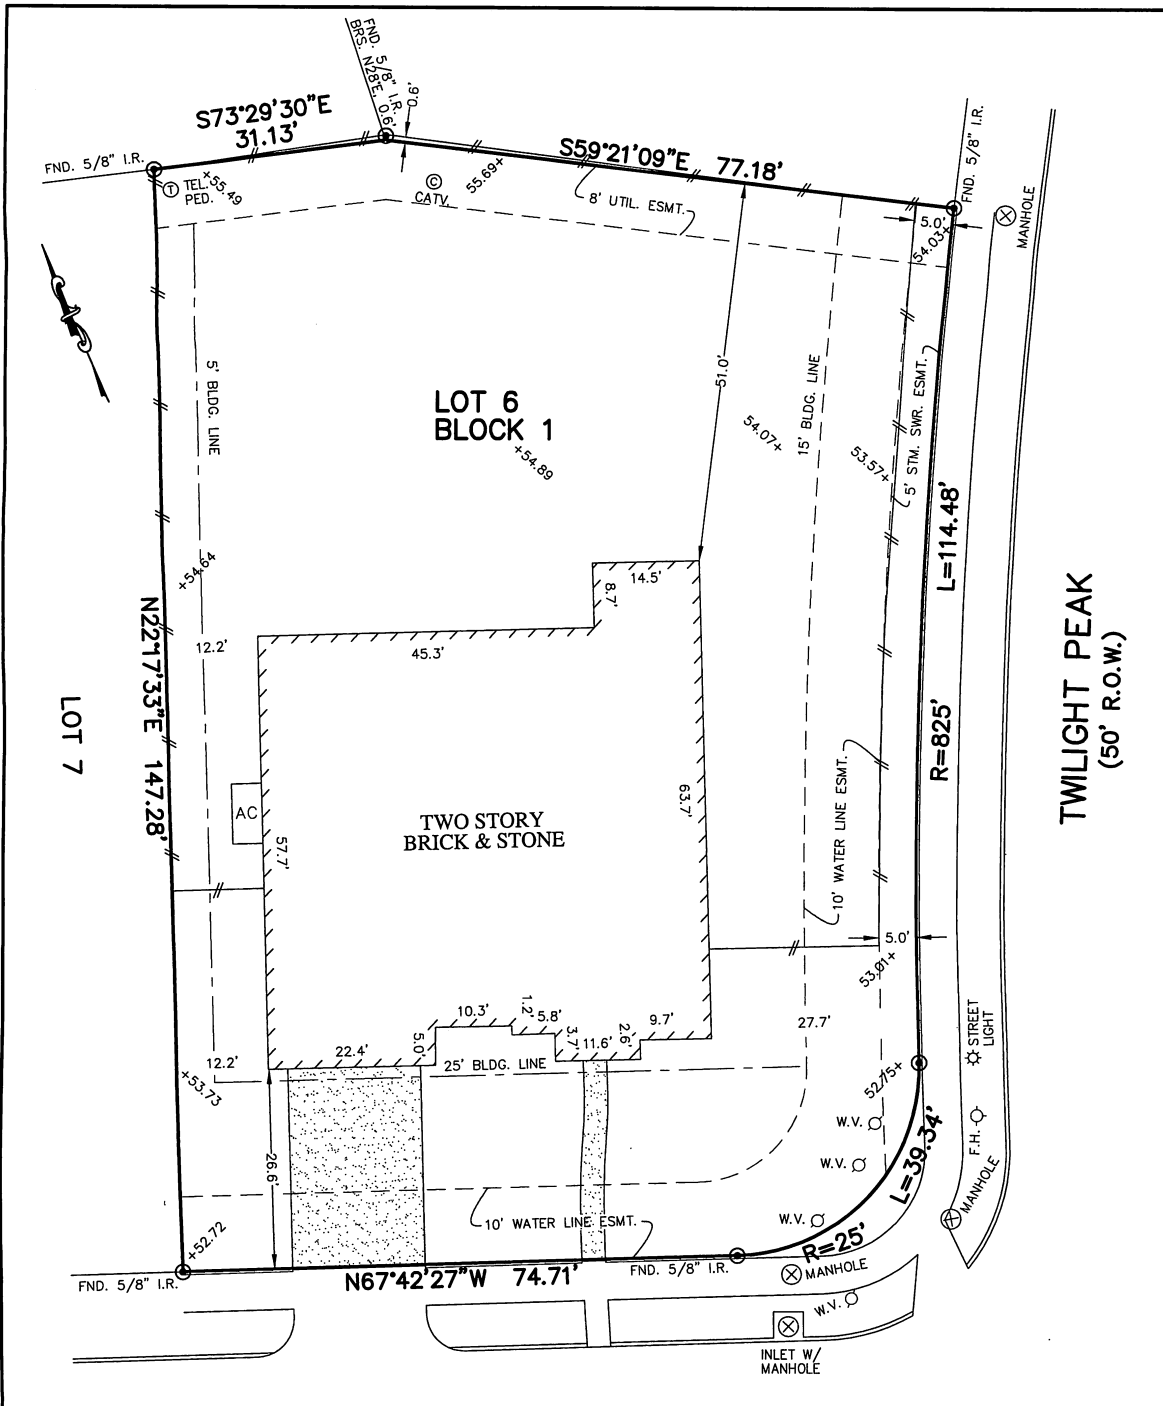 FND. 5/8" I.R.
BRS. N28°E, 0.6'
0.6'
S73°29'30"E
31.13'
FND. 5/8" I.R.
T
TEL.
PED.
+55.49
C
CATV.
55.69+
S59°21'09"E 77.18'
8' UTIL. ESMT.
FND. 5/8" I.R.
MANHOLE
5.0'
54.03+
5' BLDG. LINE
LOT 6
BLOCK 1
+54.89
51.0'
54.07+
15' BLDG. LINE
53.57+
5' STM. SWR. ESMT.
L=114.48'
R=825'
TWILIGHT PEAK
(50' R.O.W.)
+54.64
N22°17'33"E 147.28'
LOT 7
12.2'
14.5'
8.7'
45.3'
63.7'
TWO STORY
BRICK & STONE
AC
57.7'
10' WATER LINE ESMT.
5.0'
53.01+
10.3'
1.2'
5.8'
3.7'
11.6'
2.6'
9.7'
27.7'
22.4'
5.0'
25' BLDG. LINE
12.2'
+53.73
52.75+
STREET
LIGHT
F.H.
W.V.
W.V.
W.V.
L=39.34'
R=25'
MANHOLE
26.6'
10' WATER LINE ESMT.
+52.72
FND. 5/8" I.R.
N67°42'27"W 74.71'
FND. 5/8" I.R.
MANHOLE
W.V.
INLET W/
MANHOLE